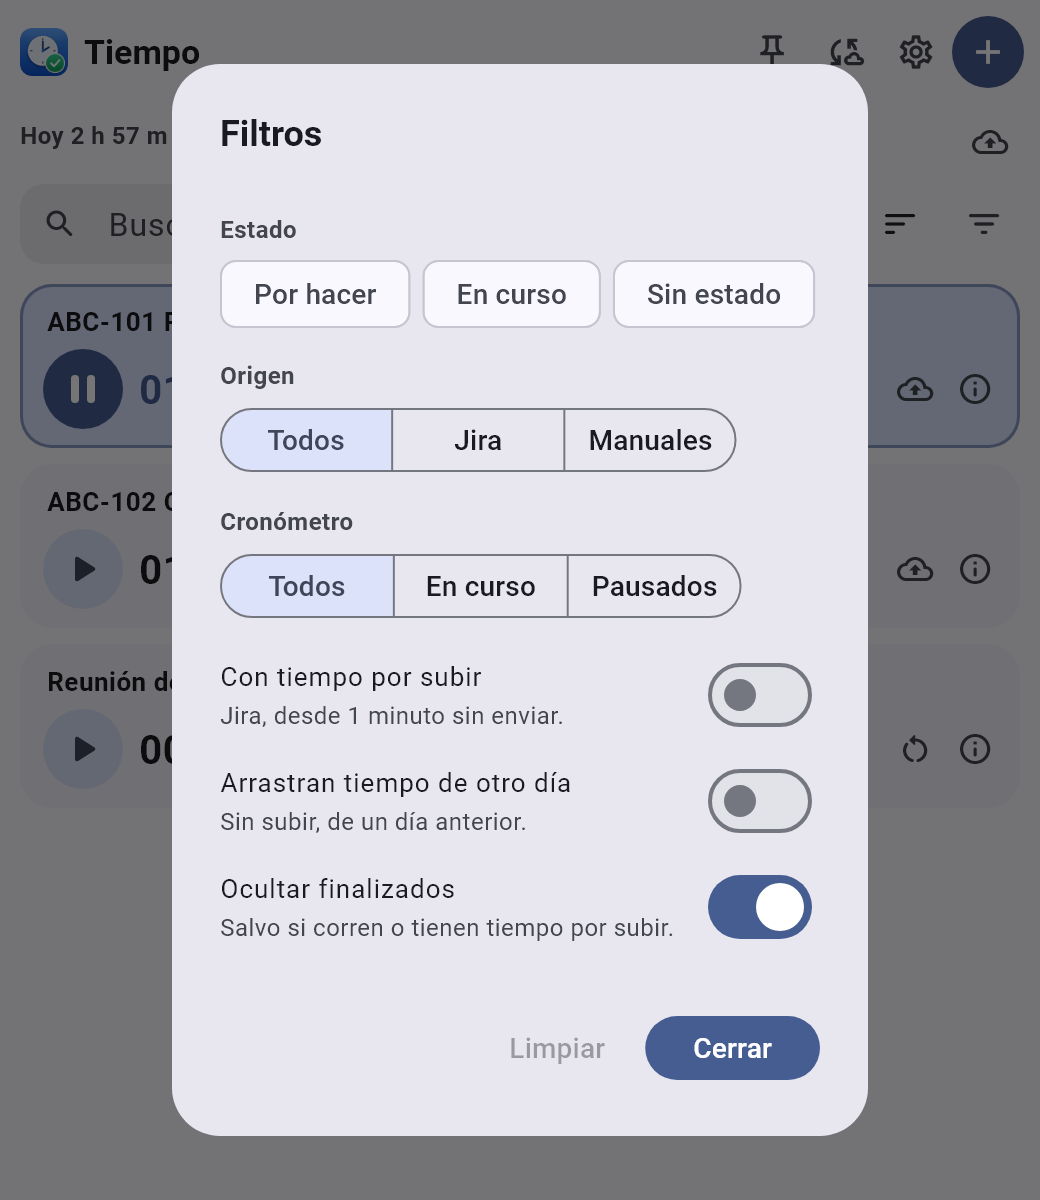 Tiempo
Hoy 2 h 57 m
Filtros
Estado
Por hacer
En curso
Sin estado
Origen
Todos
Jira
Manuales
Cronómetro
Todos
En curso
Pausados
Con tiempo por subir
Jira, desde 1 minuto sin enviar.
Arrastran tiempo de otro día
Sin subir, de un día anterior.
Ocultar finalizados
Salvo si corren o tienen tiempo por subir.
Limpiar
Cerrar
ABC-101
ABC-102
Reunión